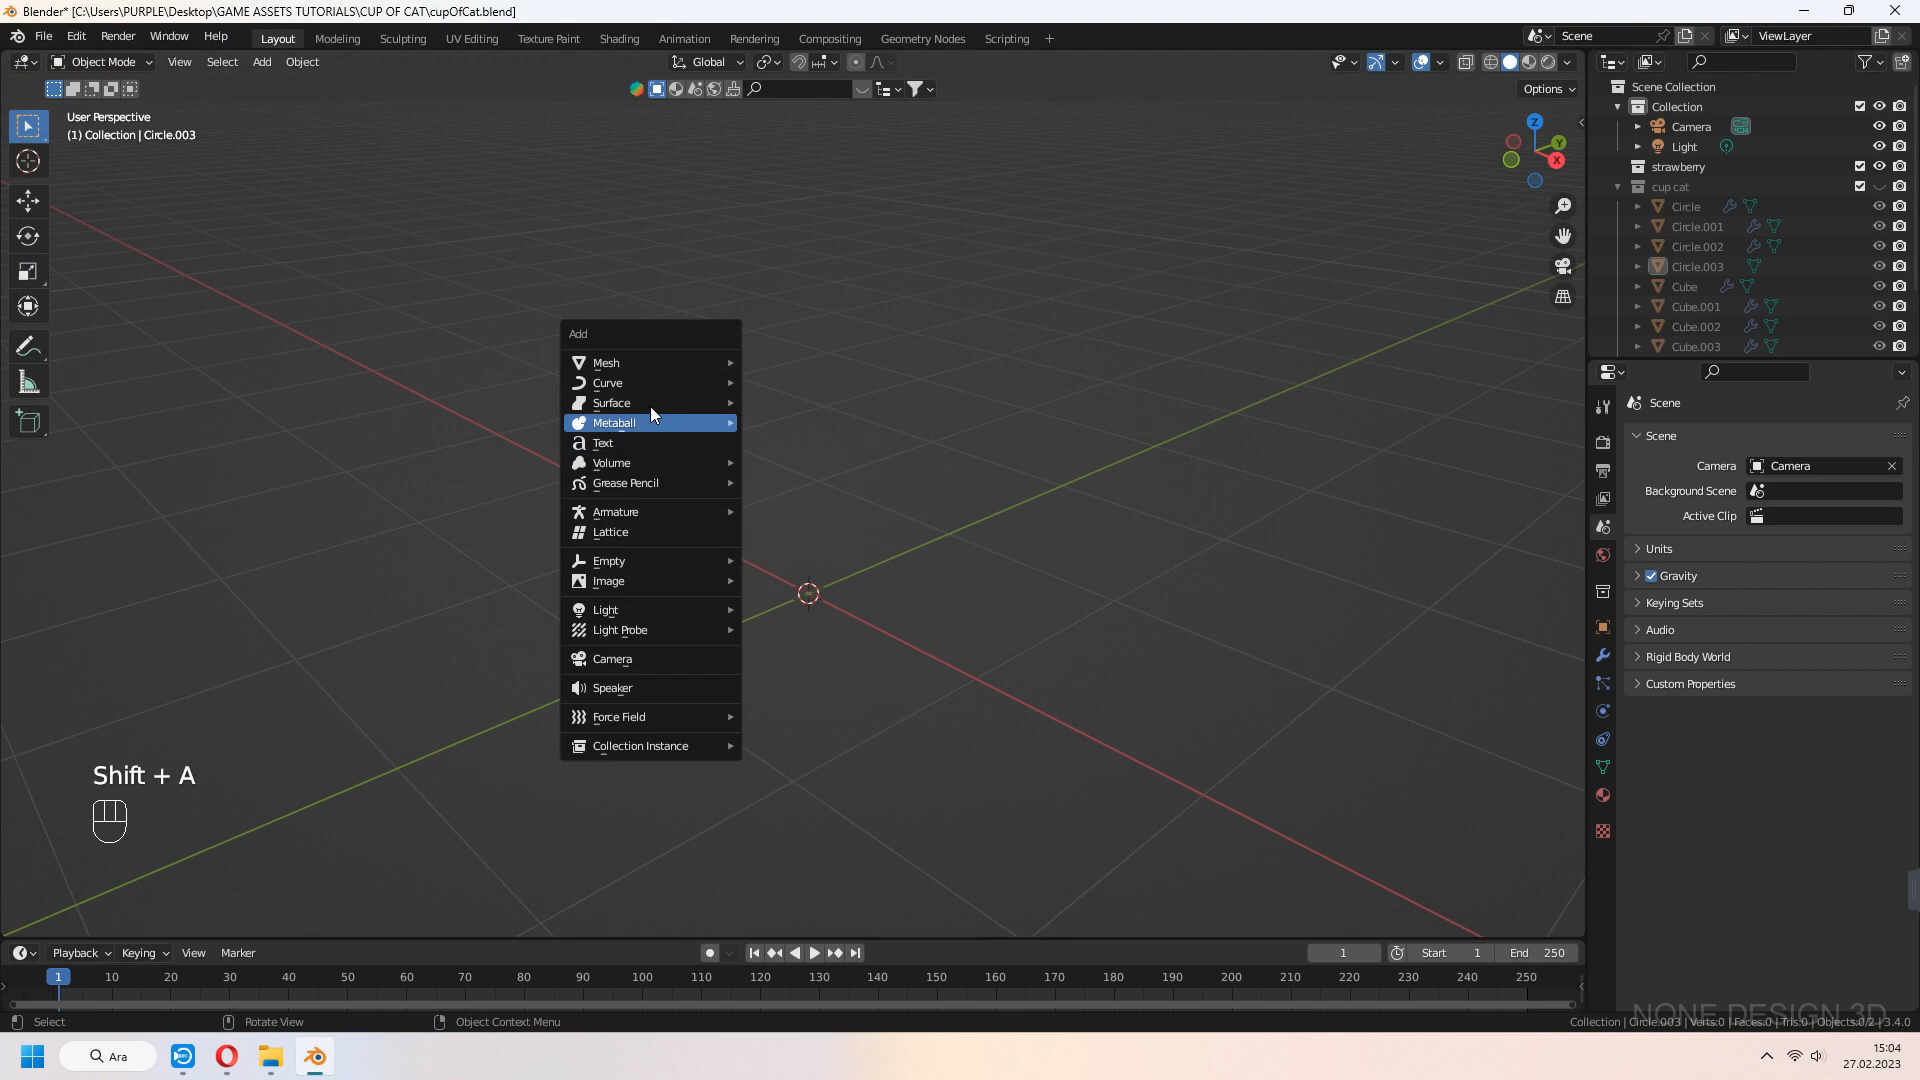 Blender* [C:\Users\PURPLE\Desktop\GAME ASSETS TUTORIALS\CUP OF CAT\cupOfCat.blend]
File Edit Render Window Help Layout Modeling Sculpting UV Editing Texture Paint Shading Animation Rendering Compositing Geometry Nodes Scripting + Scene ViewLayer
Object Mode View Select Add Object Global
Options
User Perspective
(1) Collection | Circle.003
Z
Y
X
Scene Collection
Collection
Camera
Light
strawberry
cup cat
Circle
Circle.001
Circle.002
Circle.003
Cube
Cube.001
Cube.002
Cube.003
Add
Mesh
Curve
Surface
Metaball
Text
Volume
Grease Pencil
Armature
Lattice
Empty
Image
Light
Light Probe
Camera
Speaker
Force Field
Collection Instance
Shift + A
Scene
Scene
Camera Camera
Background Scene
Active Clip
Units
Gravity
Keying Sets
Audio
Rigid Body World
Custom Properties
Playback Keying View Marker 1 Start 1 End 250
1 10 20 30 40 50 60 70 80 90 100 110 120 130 140 150 160 170 180 190 200 210 220 230 240 250
NONE DESIGN 3D
Select Rotate View Object Context Menu Collection | Circle.003 | Verts:0 | Faces:0 | Tris:0 | Objects:0/2 | 3.4.0
Ara
15:04
27.02.2023